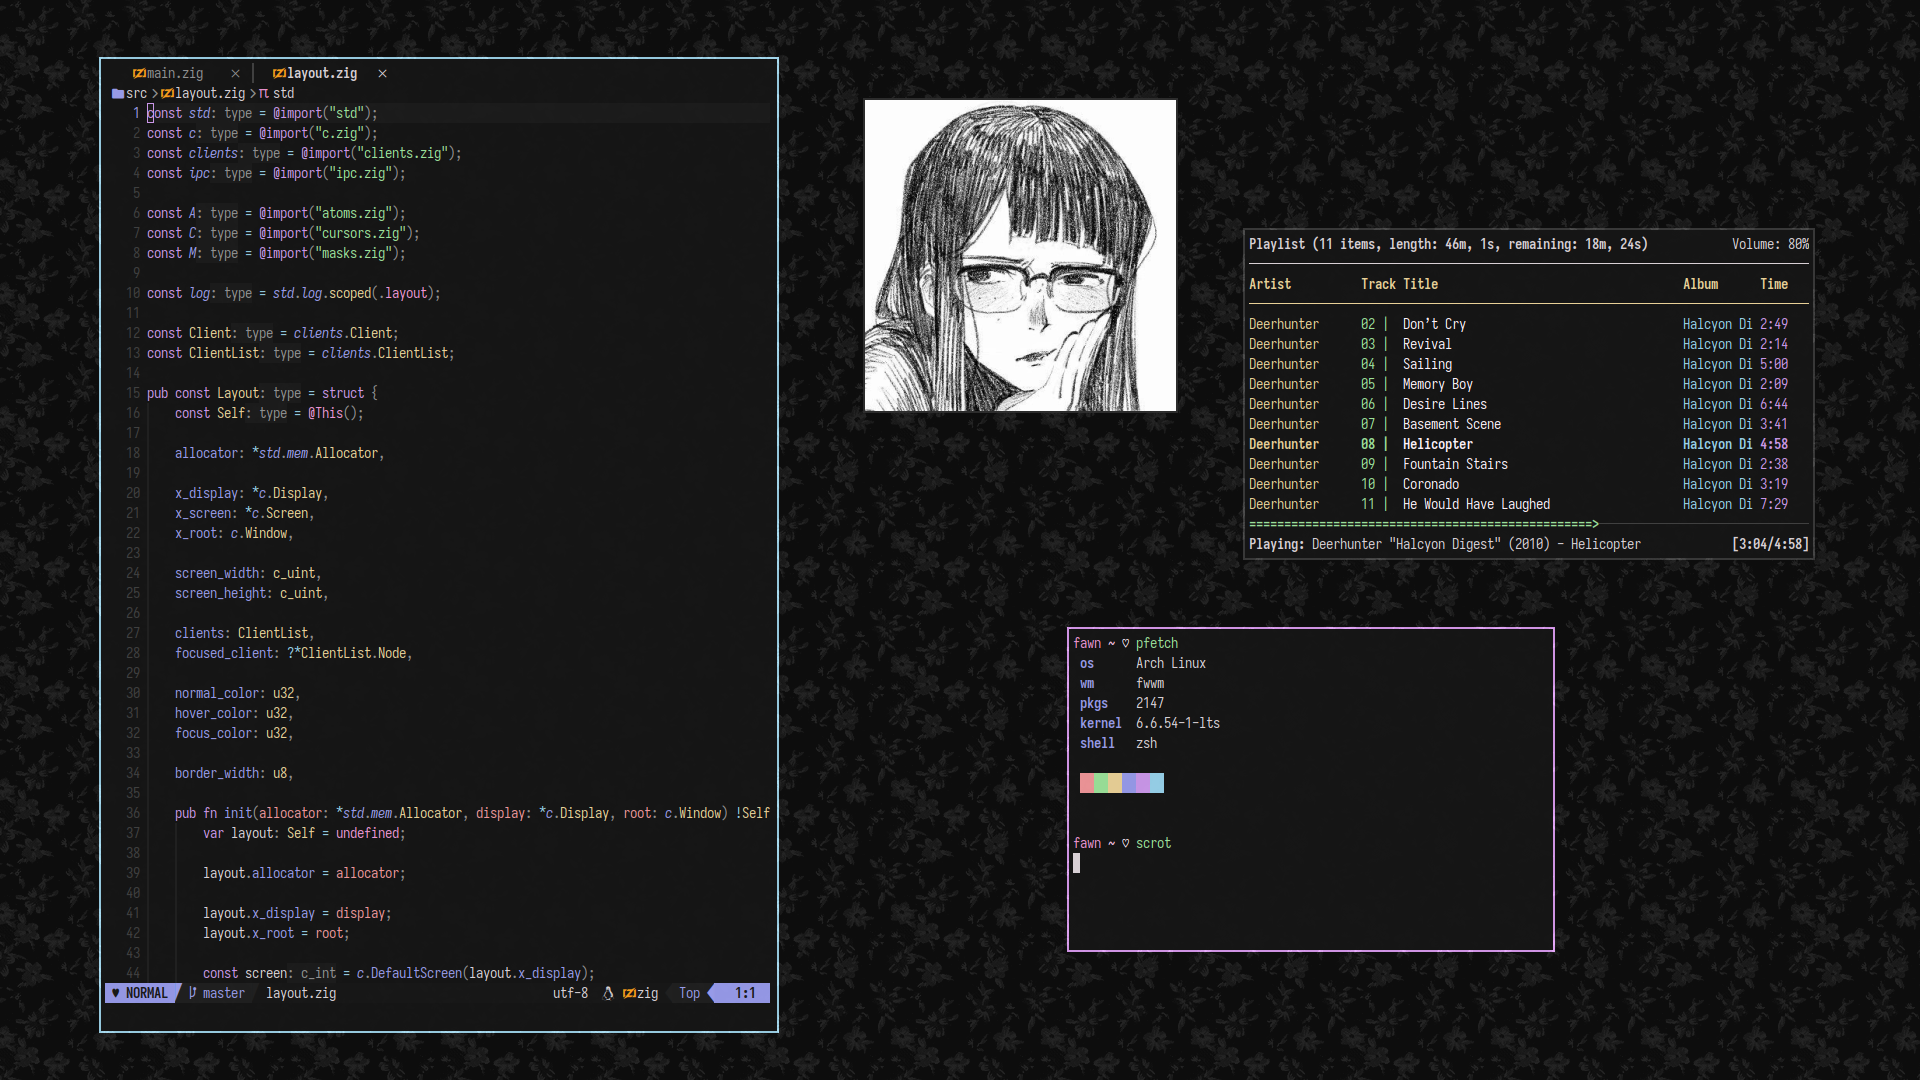 main.zig × layout.zig ×
src > layout.zig > π std
1 const std: type = @import("std");
2 const c: type = @import("c.zig");
3 const clients: type = @import("clients.zig");
4 const ipc: type = @import("ipc.zig");
5
6 const A: type = @import("atoms.zig");
7 const C: type = @import("cursors.zig");
8 const M: type = @import("masks.zig");
9
10 const log: type = std.log.scoped(.layout);
11
12 const Client: type = clients.Client;
13 const ClientList: type = clients.ClientList;
14
15 pub const Layout: type = struct {
16 const Self: type = @This();
17
18 allocator: *std.mem.Allocator,
19
20 x_display: *c.Display,
21 x_screen: *c.Screen,
22 x_root: c.Window,
23
24 screen_width: c_uint,
25 screen_height: c_uint,
26
27 clients: ClientList,
28 focused_client: ?*ClientList.Node,
29
30 normal_color: u32,
31 hover_color: u32,
32 focus_color: u32,
33
34 border_width: u8,
35
36 pub fn init(allocator: *std.mem.Allocator, display: *c.Display, root: c.Window) !Self
37 var layout: Self = undefined;
38
39 layout.allocator = allocator;
40
41 layout.x_display = display;
42 layout.x_root = root;
43
44 const screen: c_int = c.DefaultScreen(layout.x_display);
♥ NORMAL master layout.zig utf-8 zig Top 1:1
Playlist (11 items, length: 46m, 1s, remaining: 18m, 24s) Volume: 80%
Artist Track Title Album Time
Deerhunter 02 | Don't Cry Halcyon Di 2:49
Deerhunter 03 | Revival Halcyon Di 2:14
Deerhunter 04 | Sailing Halcyon Di 5:00
Deerhunter 05 | Memory Boy Halcyon Di 2:09
Deerhunter 06 | Desire Lines Halcyon Di 6:44
Deerhunter 07 | Basement Scene Halcyon Di 3:41
Deerhunter 08 | Helicopter Halcyon Di 4:58
Deerhunter 09 | Fountain Stairs Halcyon Di 2:38
Deerhunter 10 | Coronado Halcyon Di 3:19
Deerhunter 11 | He Would Have Laughed Halcyon Di 7:29
==================================================>
Playing: Deerhunter "Halcyon Digest" (2010) - Helicopter [3:04/4:58]
fawn ~ ♡ pfetch
os Arch Linux
wm fwwm
pkgs 2147
kernel 6.6.54-1-lts
shell zsh
fawn ~ ♡ scrot